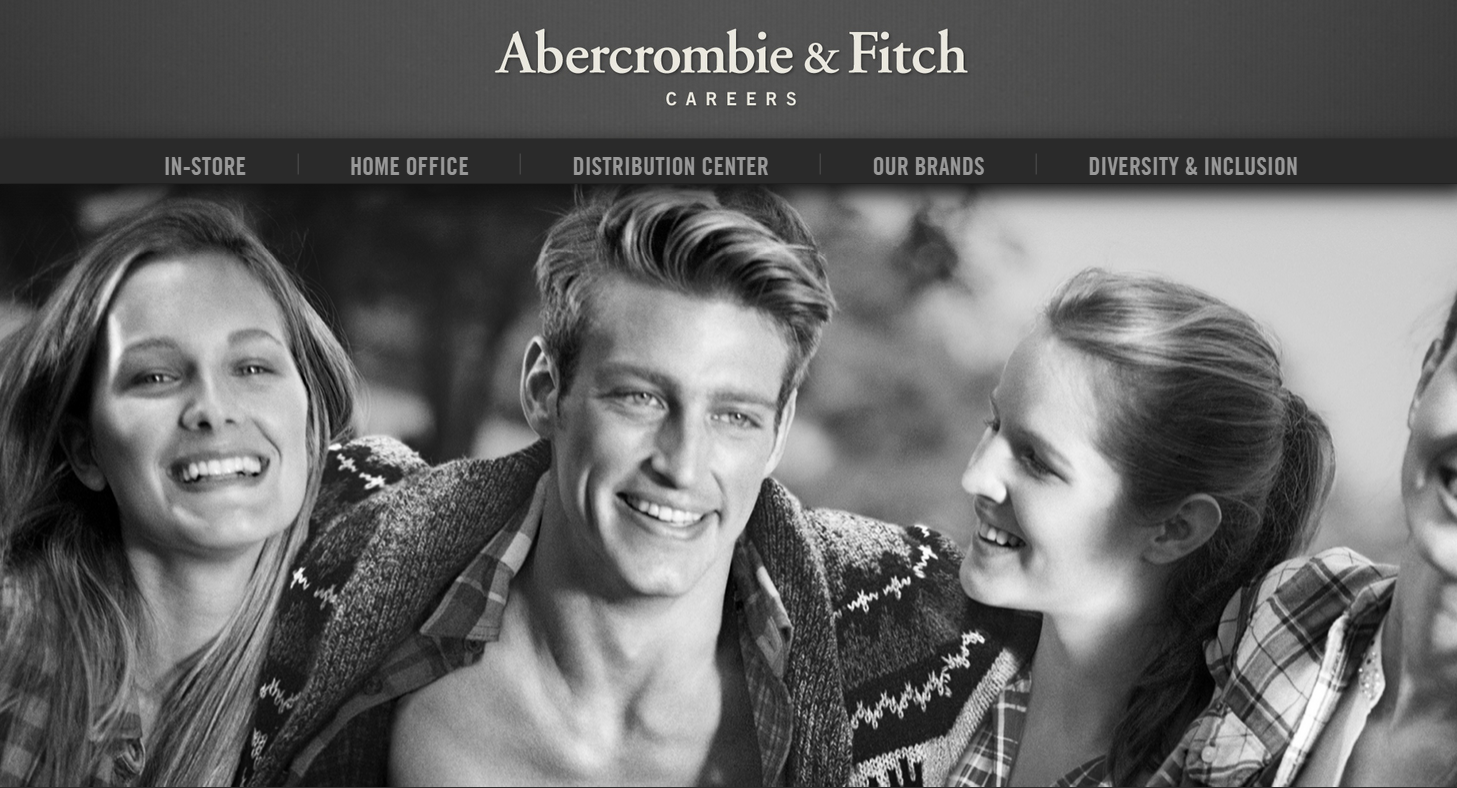 Abercrombie & Fitch
CAREERS
IN-STORE
HOME OFFICE
DISTRIBUTION CENTER
OUR BRANDS
DIVERSITY & INCLUSION